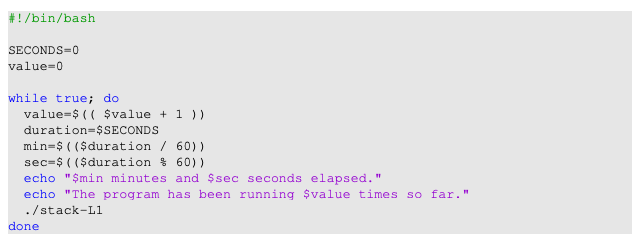 #!/bin/bash

SECONDS=0
value=0

while true; do
  value=$(( $value + 1 ))
  duration=$SECONDS
  min=$(($duration / 60))
  sec=$(($duration % 60))
  echo "$min minutes and $sec seconds elapsed."
  echo "The program has been running $value times so far."
  ./stack-L1
done